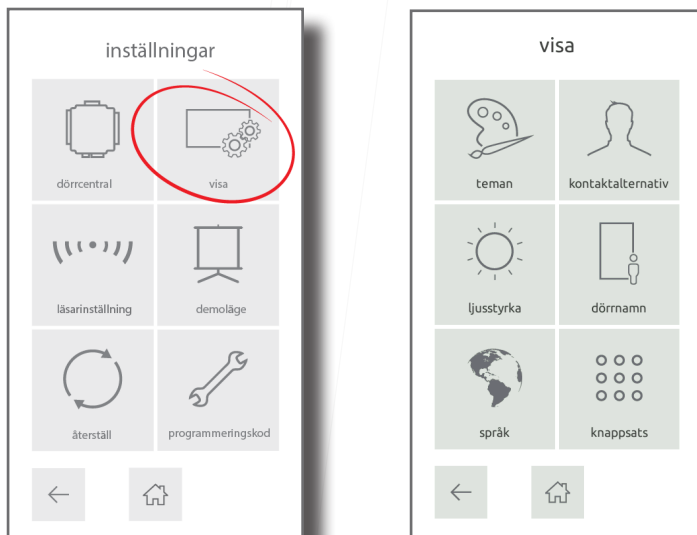 inställningar
dörrcentral
visa
läsarinställning
demoläge
återställ
programmeringskod
visa
teman
kontaktalternativ
ljusstyrka
dörrnamn
språk
knappsats